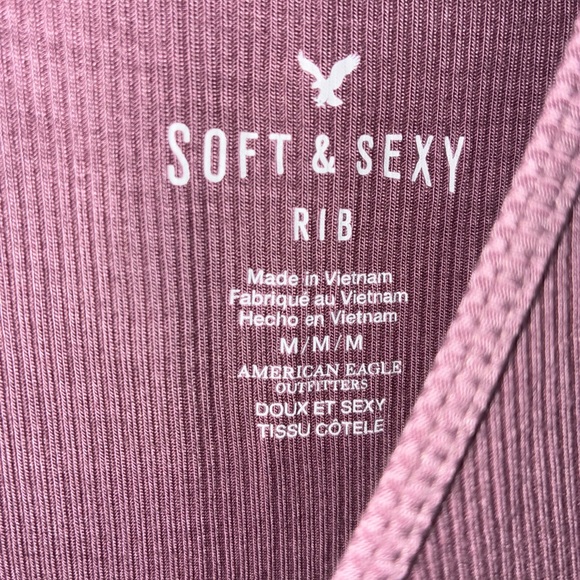 SOFT & SEXY
RIB
Made in Vietnam
Fabriqué au Vietnam
Hecho en Vietnam
M/M/M
AMERICAN EAGLE
OUTFITTERS
DOUX ET SEXY
TISSU CÔTELÉ